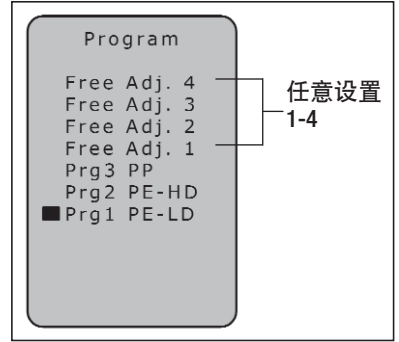 Program
Free Adj. 4
Free Adj. 3
Free Adj. 2
Free Adj. 1
Prg3 PP
Prg2 PE-HD
Prg1 PE-LD
任意设置
1-4